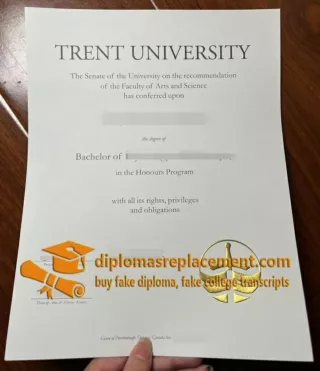 TRENT UNIVERSITY
The Senate of the University on the recommendation
of the Faculty of Arts and Science
has conferred upon
the degree of
Bachelor of
in the Honours Program
with all its rights, privileges
and obligations
diplomasreplacement.com
buy fake diploma, fake college transcripts